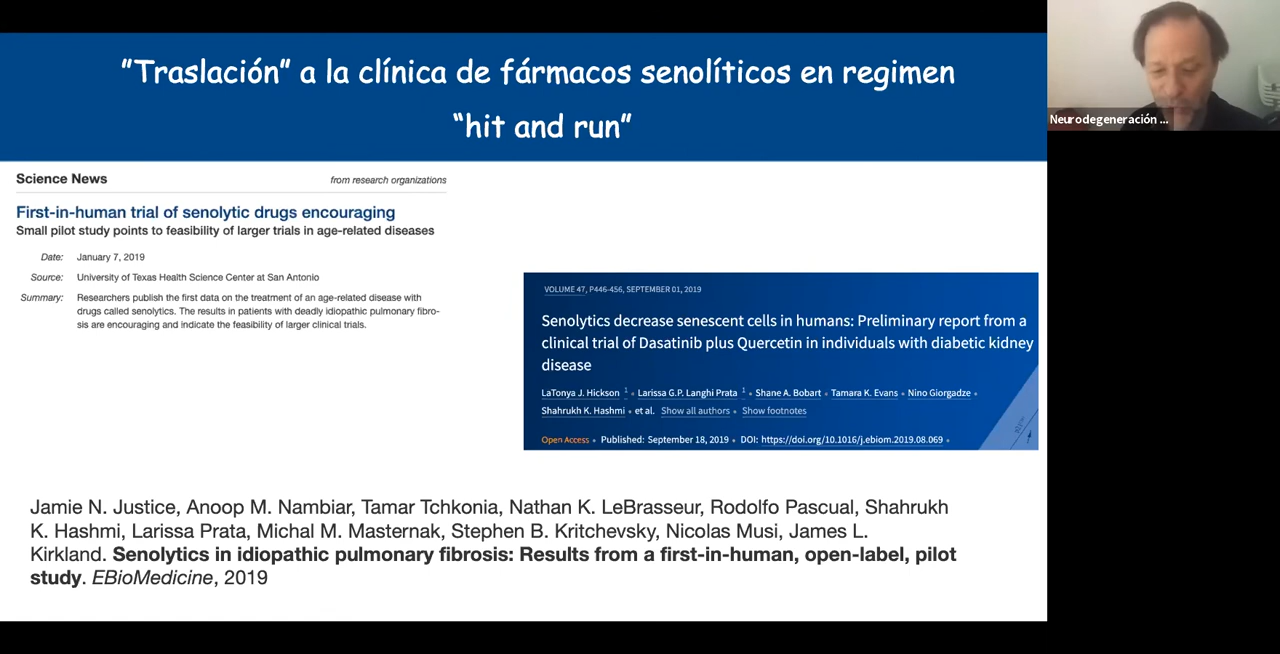 ”Traslación” a la clínica de fármacos senolíticos en regimen
“hit and run”
Neurodegeneración ...
Science News
from research organizations
First-in-human trial of senolytic drugs encouraging
Small pilot study points to feasibility of larger trials in age-related diseases
Date: January 7, 2019
Source: University of Texas Health Science Center at San Antonio
Summary: Researchers publish the first data on the treatment of an age-related disease with
drugs called senolytics. The results in patients with deadly idiopathic pulmonary fibro-
sis are encouraging and indicate the feasibility of larger clinical trials.
VOLUME 47, P446-456, SEPTEMBER 01, 2019
Senolytics decrease senescent cells in humans: Preliminary report from a
clinical trial of Dasatinib plus Quercetin in individuals with diabetic kidney
disease
LaTonya J. Hickson 1 • Larissa G.P. Langhi Prata 1 • Shane A. Bobart • Tamara K. Evans • Nino Giorgadze •
Shahrukh K. Hashmi • et al. Show all authors • Show footnotes
Open Access • Published: September 18, 2019 • DOI: https://doi.org/10.1016/j.ebiom.2019.08.069 •
Jamie N. Justice, Anoop M. Nambiar, Tamar Tchkonia, Nathan K. LeBrasseur, Rodolfo Pascual, Shahrukh
K. Hashmi, Larissa Prata, Michal M. Masternak, Stephen B. Kritchevsky, Nicolas Musi, James L.
Kirkland. Senolytics in idiopathic pulmonary fibrosis: Results from a first-in-human, open-label, pilot
study. EBioMedicine, 2019